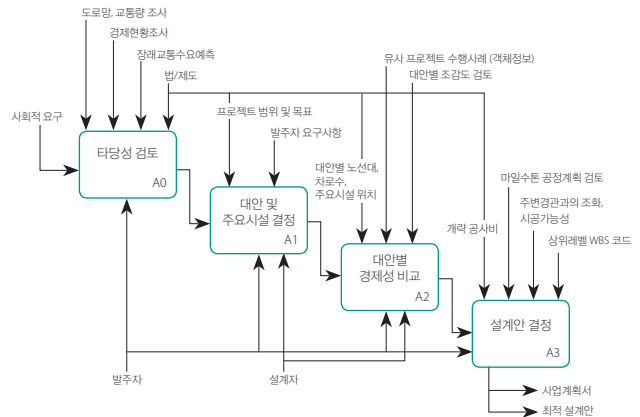 도로망, 교통량 조사
경제현황조사
장래교통수요예측
법/제도
유사 프로젝트 수행사례 (객체정보)
대안별 조감도 검토
사회적 요구
프로젝트 범위 및 목표
발주자 요구사항
타당성 검토
A0
대안별 노선대,
차로수,
주요시설 위치
마일수톤 공정계획 검토
주변경관과의 조화,
시공가능성
상위레벨 WBS 코드
개략 공사비
대안 및
주요시설 결정
A1
대안별
경제성 비교
A2
설계안 결정
A3
발주자
설계자
사업계획서
최적 설계안